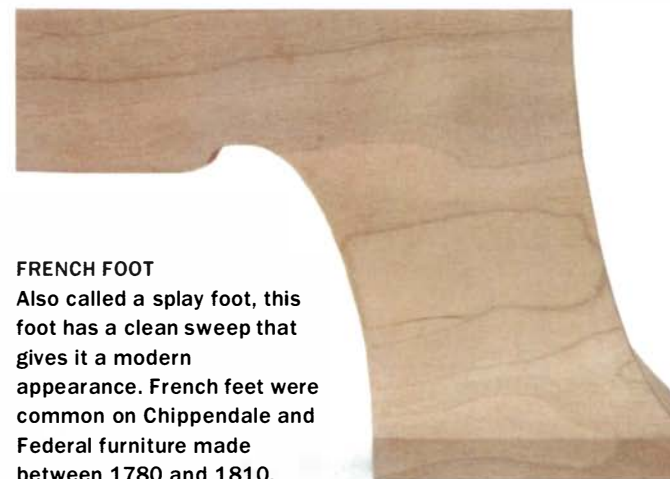 FRENCH FOOT
Also called a splay foot, this
foot has a clean sweep that
gives it a modern
appearance. French feet were
common on Chippendale and
Federal furniture made
between 1780 and 1810.